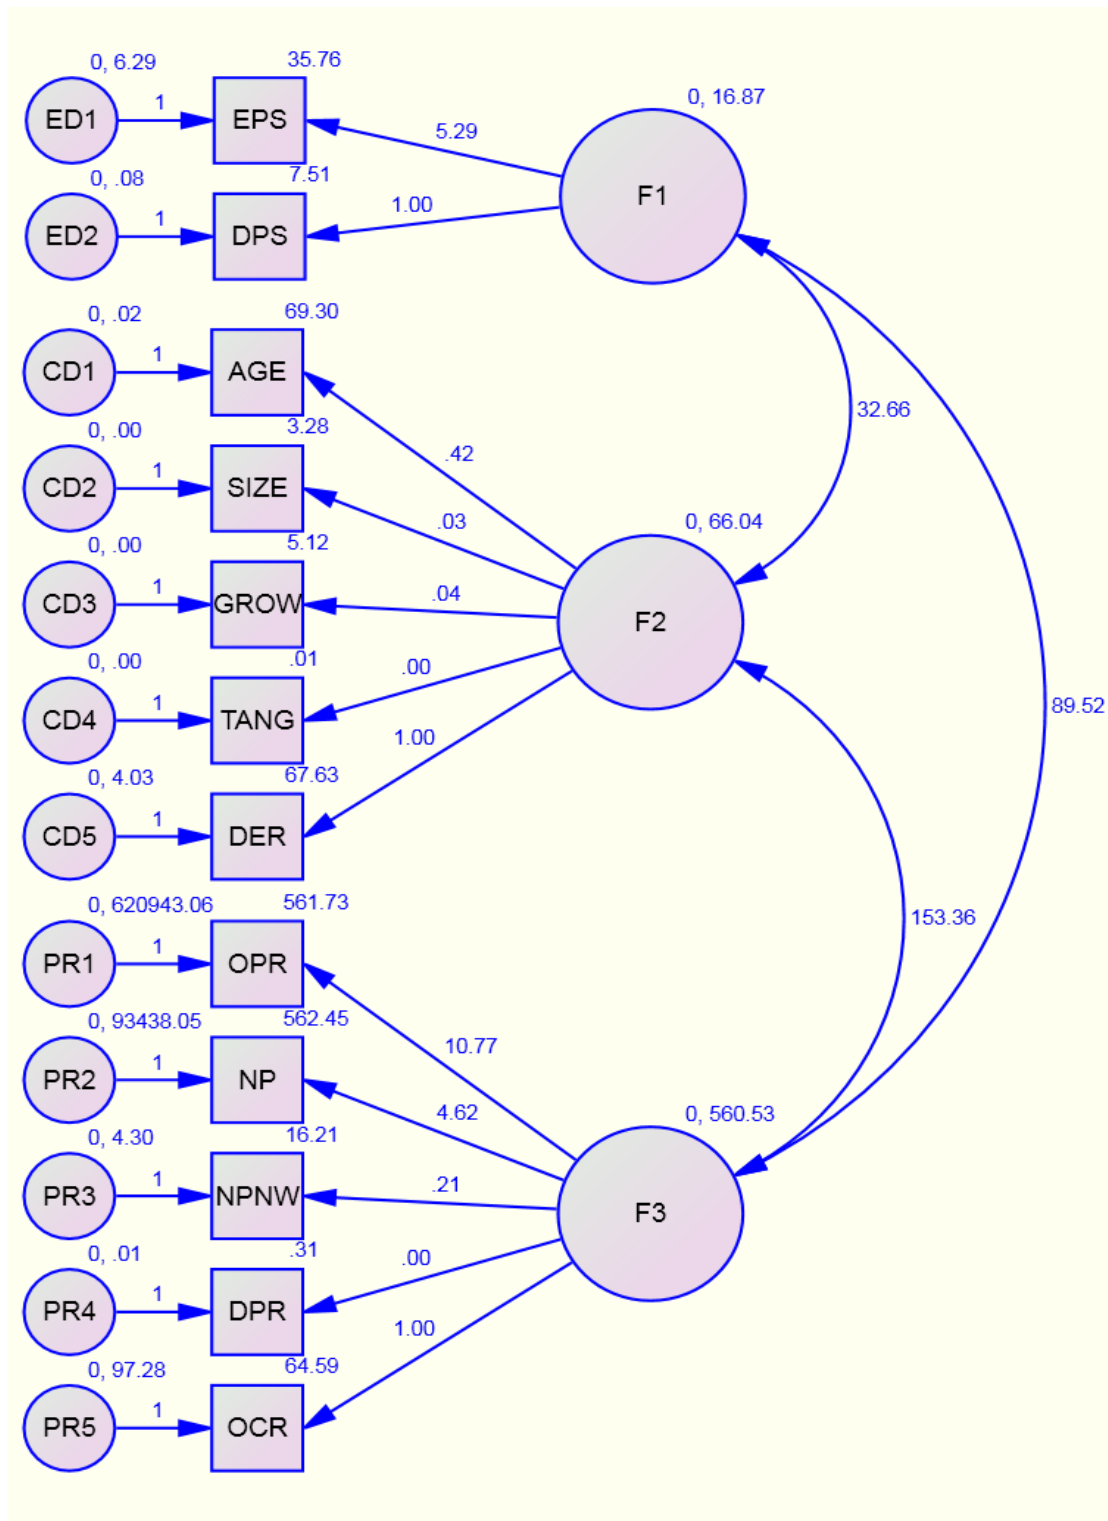 0, 6.29
35.76
ED1
1
EPS
5.29
0, 16.87
F1
0, .08
7.51
ED2
1
DPS
1.00
0, .02
69.30
CD1
1
AGE
.42
32.66
0, .00
3.28
CD2
1
SIZE
.03
0, 66.04
F2
0, .00
5.12
CD3
1
GROW
.04
0, .00
.01
CD4
1
TANG
.00
89.52
0, 4.03
67.63
CD5
1
DER
1.00
0, 620943.06
561.73
PR1
1
OPR
10.77
153.36
0, 93438.05
562.45
PR2
1
NP
4.62
0, 560.53
F3
0, 4.30
16.21
PR3
1
NPNW
.21
0, .01
.31
PR4
1
DPR
.00
0, 97.28
64.59
PR5
1
OCR
1.00